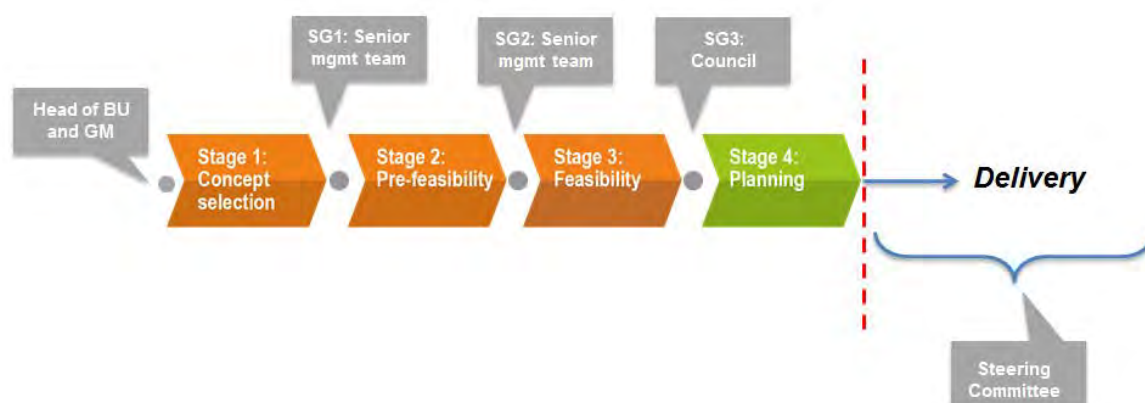 SG1: Senior
mgmt team
SG2: Senior
mgmt team
SG3:
Council
Head of BU
and GM
Stage 1:
Concept
selection
Stage 2:
Pre-feasibility
Stage 3:
Feasibility
Stage 4:
Planning
Delivery
Steering
Committee